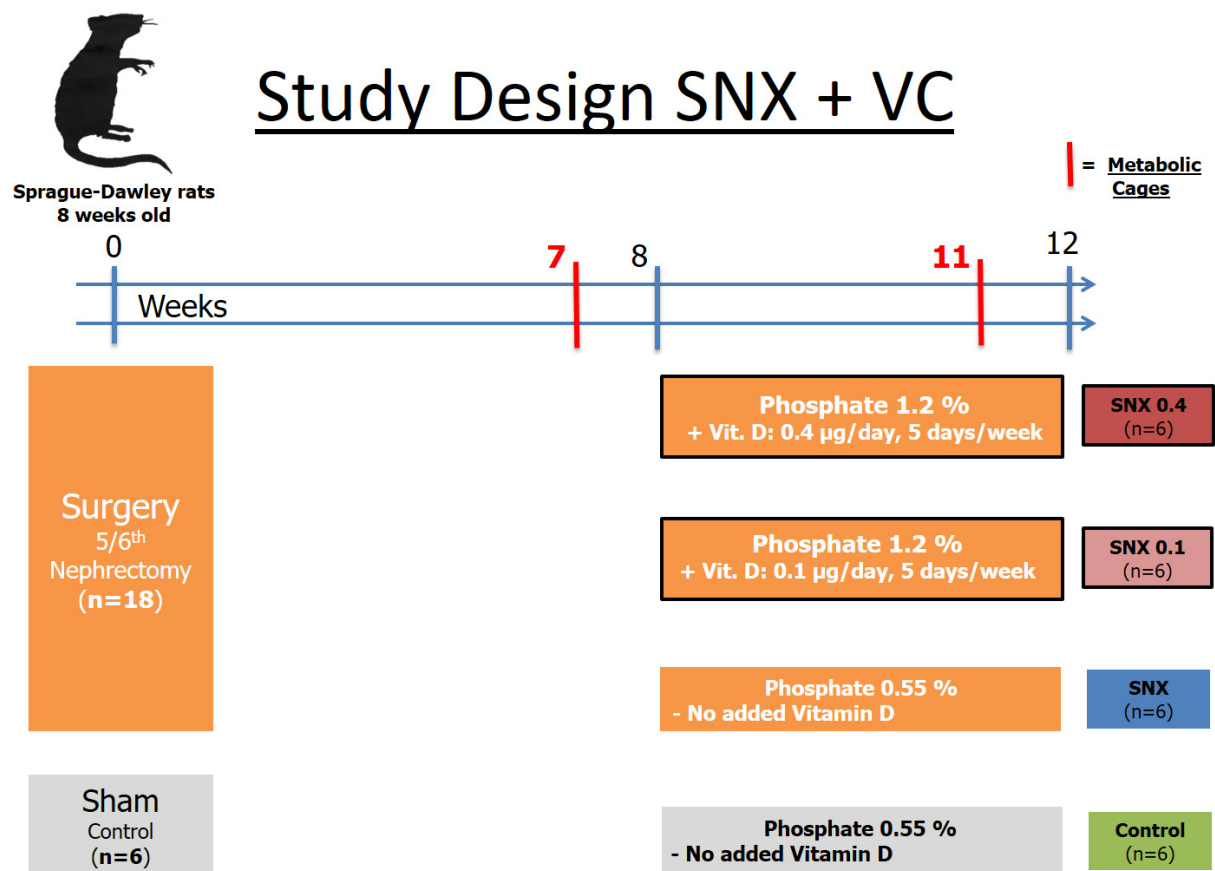 Study Design SNX + VC
Sprague-Dawley rats
8 weeks old
= Metabolic
Cages
0
7
8
11
12
Weeks
Surgery
5/6th
Nephrectomy
(n=18)
Phosphate 1.2 %
+ Vit. D: 0.4 µg/day, 5 days/week
SNX 0.4
(n=6)
Phosphate 1.2 %
+ Vit. D: 0.1 µg/day, 5 days/week
SNX 0.1
(n=6)
Phosphate 0.55 %
- No added Vitamin D
SNX
(n=6)
Sham
Control
(n=6)
Phosphate 0.55 %
- No added Vitamin D
Control
(n=6)